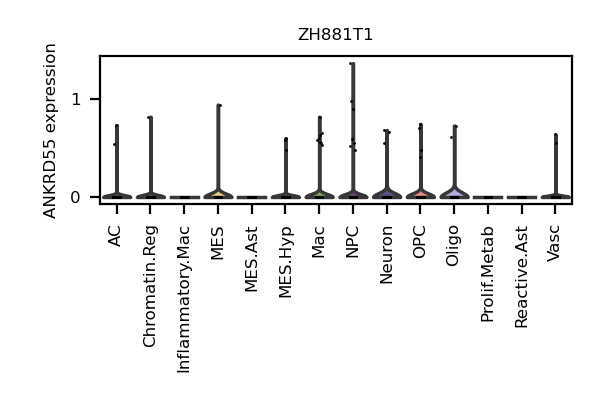 ZH881T1
ANKRD55 expression
1
0
AC
Chromatin.Reg
Inflammatory.Mac
MES
MES.Ast
MES.Hyp
Mac
NPC
Neuron
OPC
Oligo
Prolif.Metab
Reactive.Ast
Vasc